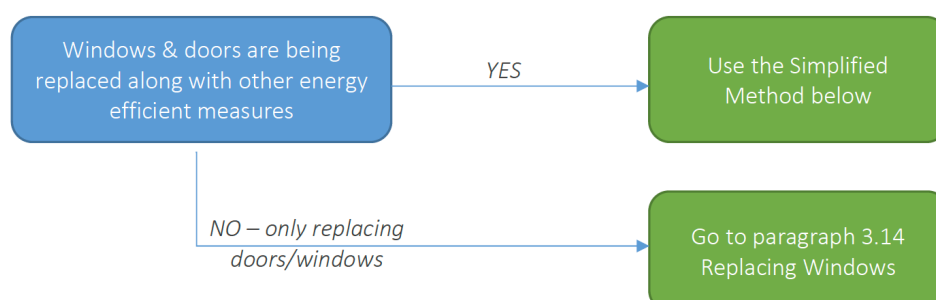 Windows & doors are being
replaced along with other energy
efficient measures
YES
Use the Simplified
Method below
NO – only replacing
doors/windows
Go to paragraph 3.14
Replacing Windows